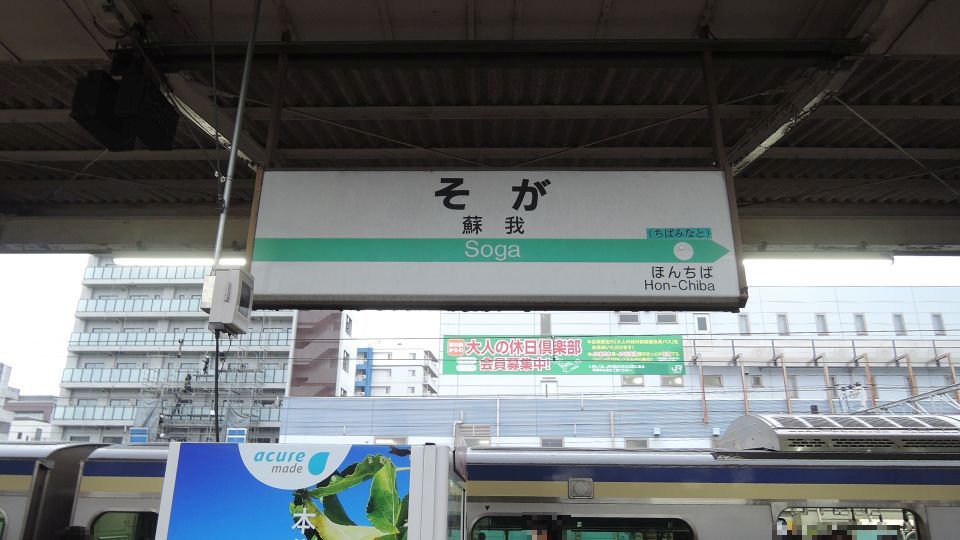 そが
蘇我
Soga
(ちばみなと)
ほんちば
Hon-Chiba
大人の休日倶楽部
会員募集中!
JR
acure
made
本